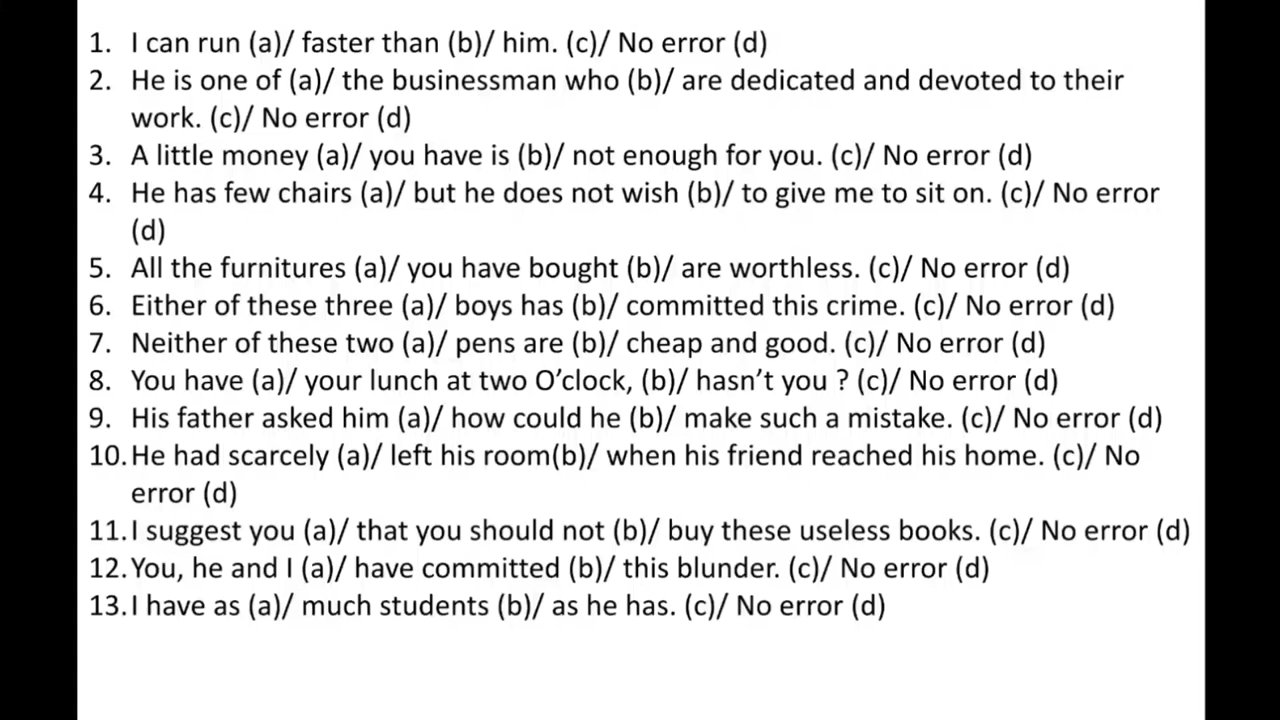 1. I can run (a)/ faster than (b)/ him. (c)/ No error (d)
2. He is one of (a)/ the businessman who (b)/ are dedicated and devoted to their
work. (c)/ No error (d)
3. A little money (a)/ you have is (b)/ not enough for you. (c)/ No error (d)
4. He has few chairs (a)/ but he does not wish (b)/ to give me to sit on. (c)/ No error
(d)
5. All the furnitures (a)/ you have bought (b)/ are worthless. (c)/ No error (d)
6. Either of these three (a)/ boys has (b)/ committed this crime. (c)/ No error (d)
7. Neither of these two (a)/ pens are (b)/ cheap and good. (c)/ No error (d)
8. You have (a)/ your lunch at two O’clock, (b)/ hasn’t you ? (c)/ No error (d)
9. His father asked him (a)/ how could he (b)/ make such a mistake. (c)/ No error (d)
10.He had scarcely (a)/ left his room(b)/ when his friend reached his home. (c)/ No
error (d)
11.I suggest you (a)/ that you should not (b)/ buy these useless books. (c)/ No error (d)
12.You, he and I (a)/ have committed (b)/ this blunder. (c)/ No error (d)
13.I have as (a)/ much students (b)/ as he has. (c)/ No error (d)